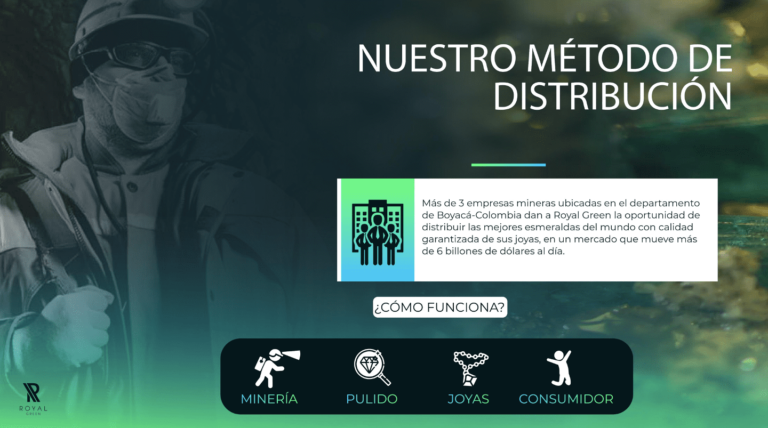 NUESTRO MÉTODO DE
DISTRIBUCIÓN
Más de 3 empresas mineras ubicadas en el departamento
de Boyacá-Colombia dan a Royal Green la oportunidad de
distribuir las mejores esmeraldas del mundo con calidad
garantizada de sus joyas, en un mercado que mueve más
de 6 billones de dólares al día.
¿CÓMO FUNCIONA?
MINERÍA
PULIDO
JOYAS
CONSUMIDOR
ROYAL
GREEN